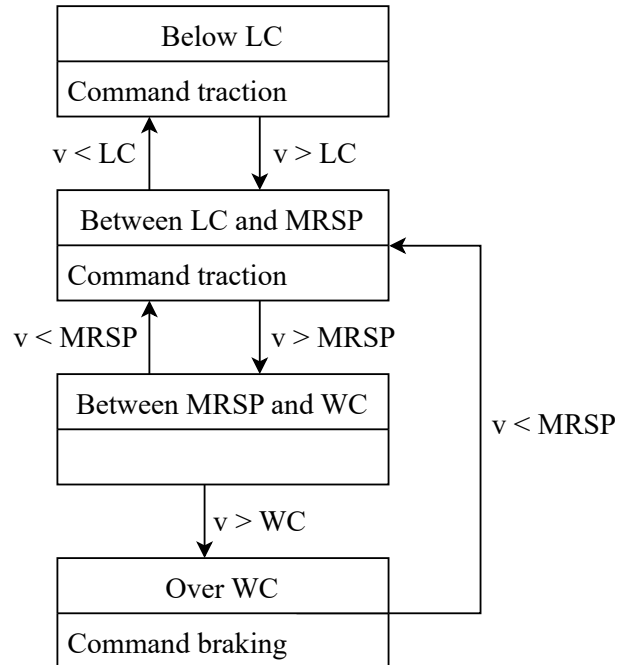 Below LC
Command traction
v < LC
v > LC
Between LC and MRSP
Command traction
v < MRSP
v > MRSP
Between MRSP and WC
v < MRSP
v > WC
Over WC
Command braking